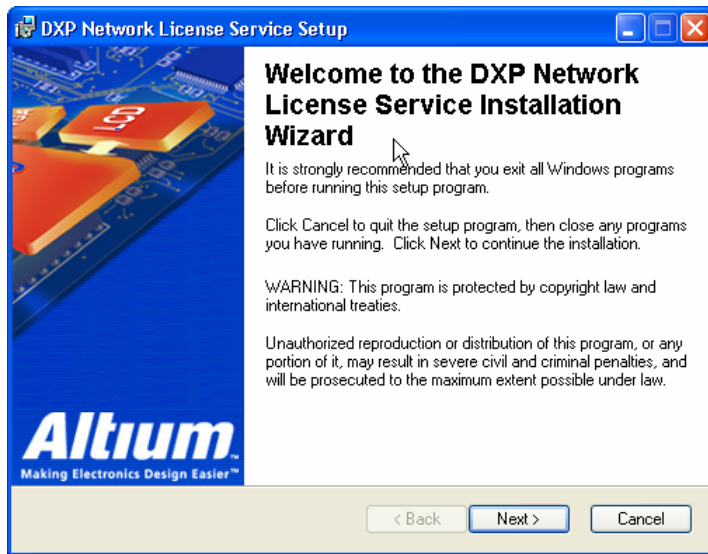 DXP Network License Service Setup
Welcome to the DXP Network
License Service Installation
Wizard
It is strongly recommended that you exit all Windows programs
before running this setup program.
Click Cancel to quit the setup program, then close any programs
you have running.  Click Next to continue the installation.
WARNING: This program is protected by copyright law and
international treaties.
Unauthorized reproduction or distribution of this program, or any
portion of it, may result in severe civil and criminal penalties, and
will be prosecuted to the maximum extent possible under law.
LCD
Altium™
Making Electronics Design Easier™
< Back
Next >
Cancel